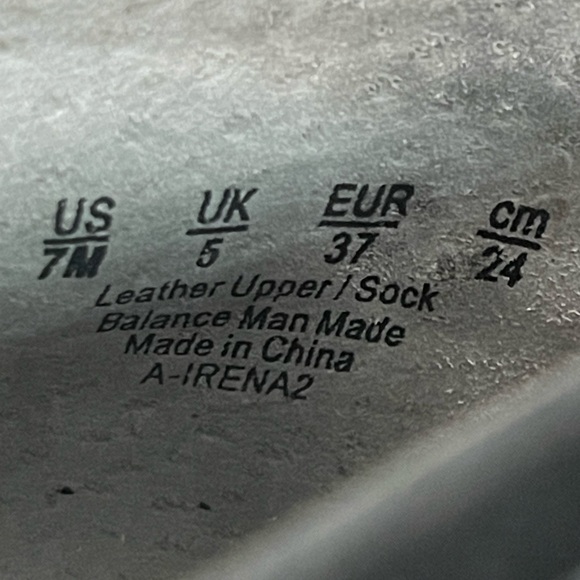 US UK EUR cm
7M 5 37 24
Leather Upper / Sock
Balance Man Made
Made in China
A-IRENA2